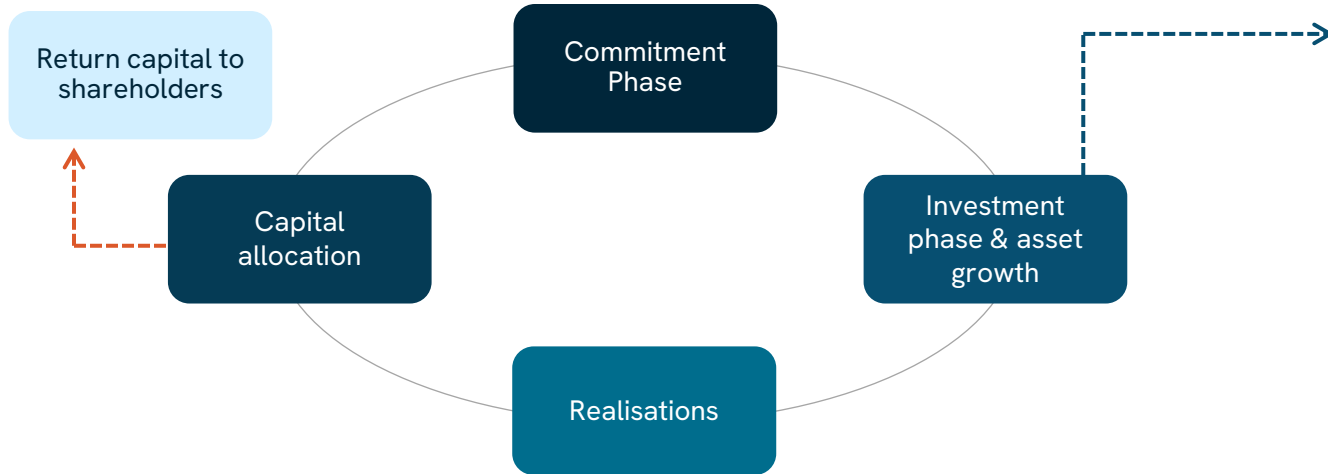 Return capital to
shareholders
Commitment
Phase
Capital
allocation
Investment
phase & asset
growth
Realisations